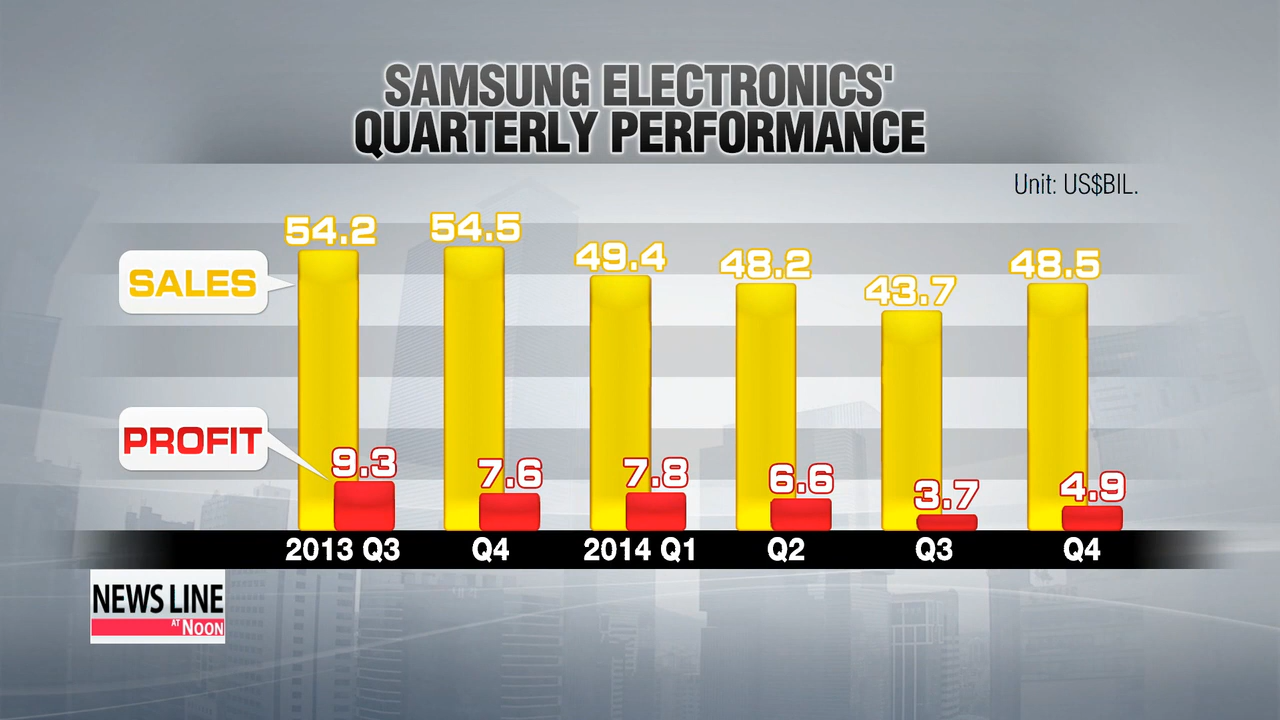 SAMSUNG ELECTRONICS'
QUARTERLY PERFORMANCE
Unit: US$BIL.
54.2
54.5
49.4
48.2
43.7
48.5
SALES
PROFIT
9.3
7.6
7.8
6.6
3.7
4.9
2013 Q3
Q4
2014 Q1
Q2
Q3
Q4
NEWS LINE
AT NOON